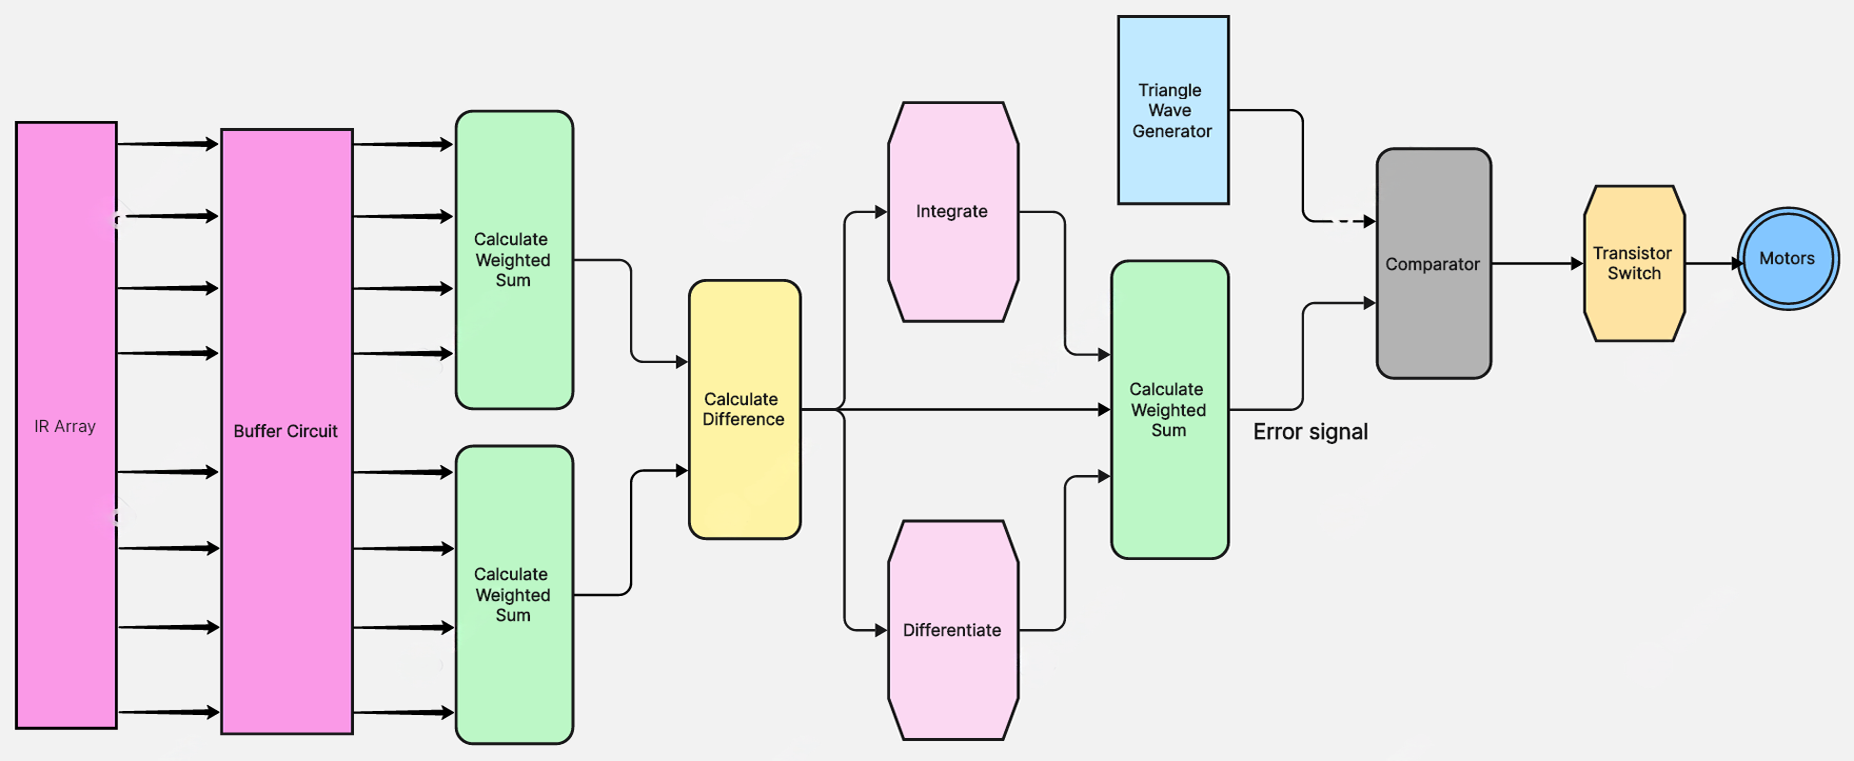 IR Array
Buffer Circuit
Calculate
Weighted
Sum
Calculate
Weighted
Sum
Calculate
Difference
Integrate
Differentiate
Triangle
Wave
Generator
Calculate
Weighted
Sum
Error signal
Comparator
Transistor
Switch
Motors